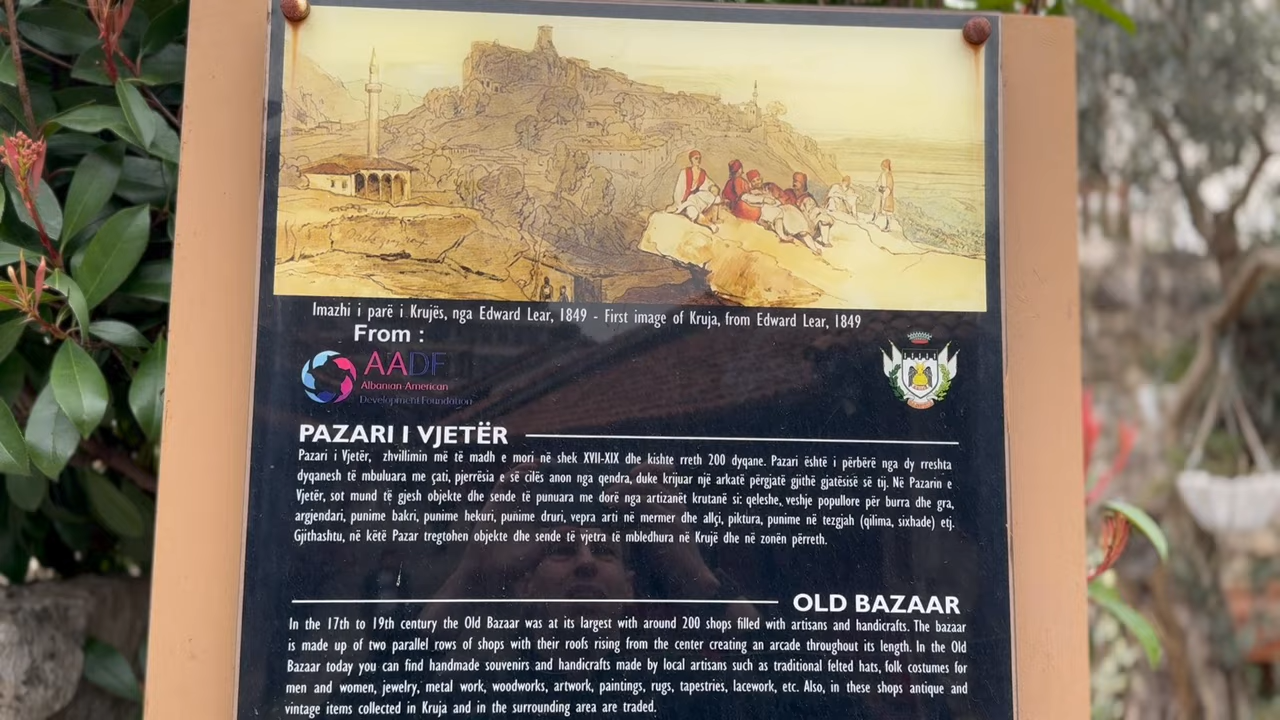 Imazhi i parë i Krujës, nga Edward Lear, 1849 - First image of Kruja, from Edward Lear, 1849
From :
AADF
Albanian-American
Development Foundation
PAZARI I VJETËR
Pazari i Vjetër, zhvillimin më të madh e mori në shek XVII-XIX dhe kishte rreth 200 dyqane. Pazari është i përbërë nga dy rreshta
dyqanesh të mbuluara me çati, pjerrësia e së cilës anon nga qendra, duke krijuar një arkatë përgjatë gjithë gjatësisë së tij. Në Pazarin e
Vjetër, sot mund të gjesh objekte dhe sende të punuara me dorë nga artizanët krutanë si: qeleshe, veshje popullore për burra dhe gra,
argjendari, punime bakri, punime hekuri, punime druri, vepra arti në mermer dhe allçi, piktura, punime në tezgjah (qilima, sixhade) etj.
Gjithashtu, në këtë Pazar tregtohen objekte dhe sende të vjetra të mbledhura në Krujë dhe në zonën përreth.
OLD BAZAAR
In the 17th to 19th century the Old Bazaar was at its largest with around 200 shops filled with artisans and handicrafts. The bazaar
is made up of two parallel rows of shops with their roofs rising from the center creating an arcade throughout its length. In the Old
Bazaar today you can find handmade souvenirs and handicrafts made by local artisans such as traditional felted hats, folk costumes for
men and women, jewelry, metal work, woodworks, artwork, paintings, rugs, tapestries, lacework, etc. Also, in these shops antique and
vintage items collected in Kruja and in the surrounding area are traded.